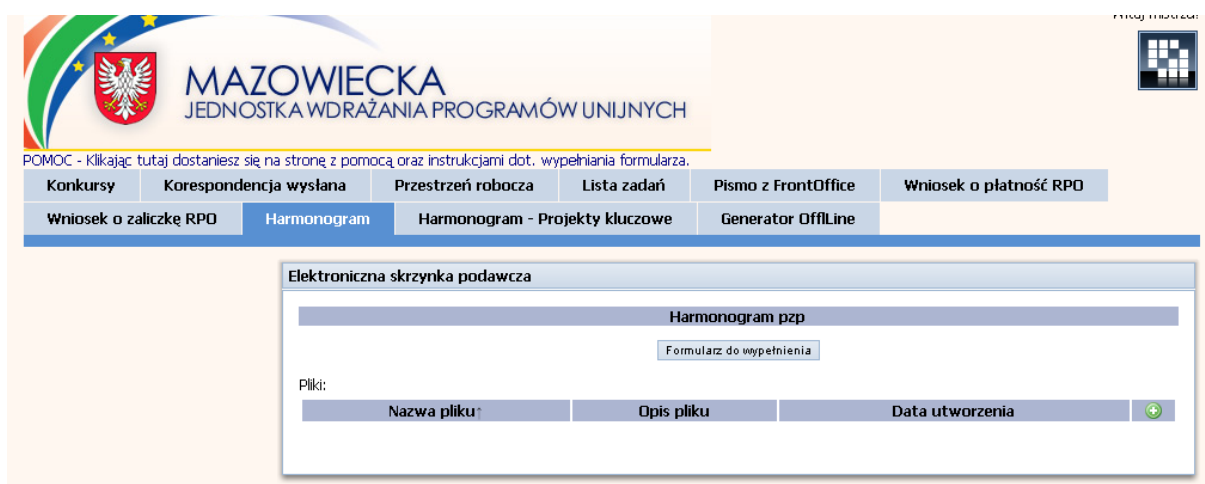 MAZOWIECKA
JEDNOSTKA WDRAŻANIA PROGRAMÓW UNIJNYCH
POMOC - Klikając tutaj dostaniesz się na stronę z pomocą oraz instrukcjami dot. wypełniania formularza.
Konkursy Korespondencja wysłana Przestrzeń robocza Lista zadań Pismo z FrontOffice Wniosek o płatność RPO
Wniosek o zaliczkę RPO Harmonogram Harmonogram - Projekty kluczowe Generator OfflLine
Elektroniczna skrzynka podawcza
Harmonogram pzp
Formularz do wypełnienia
Pliki:
Nazwa pliku↑ Opis pliku Data utworzenia